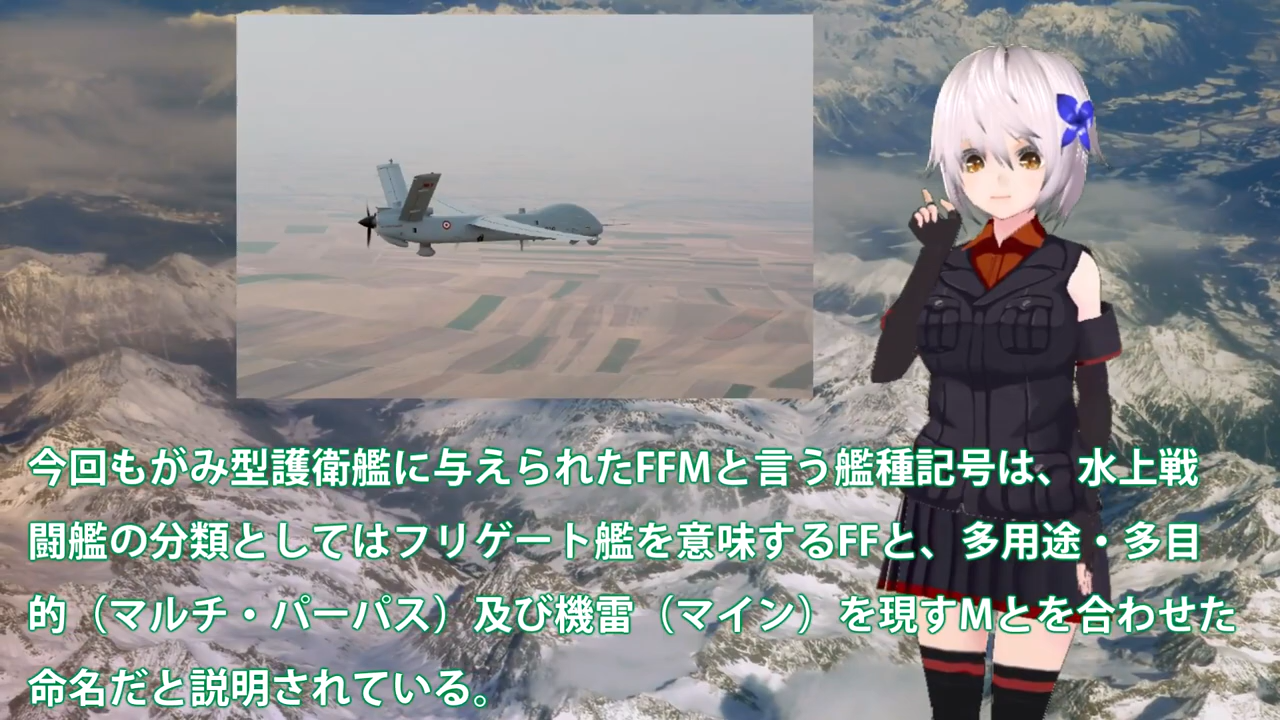 今回もがみ型護衛艦に与えられたFFMと言う艦種記号は、水上戦
闘艦の分類としてはフリゲート艦を意味するFFと、多用途・多目
的（マルチ・パーパス）及び機雷（マイン）を現すMとを合わせた
命名だと説明されている。